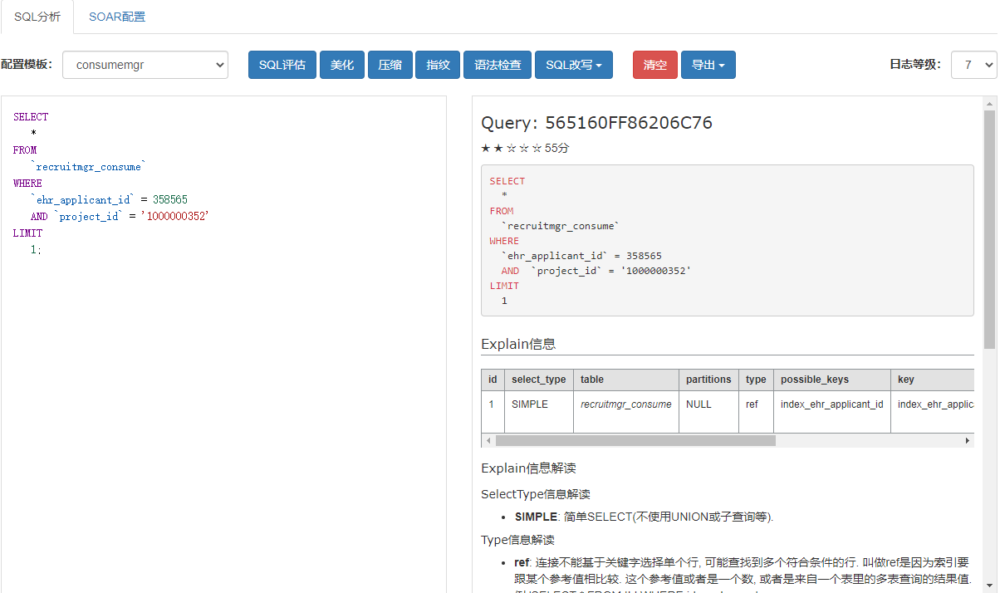 SQL分析 SOAR配置
配置模板： consumemgr SQL评估 美化 压缩 指纹 语法检查 SQL改写 清空 导出 日志等级： 7
SELECT
*
FROM
`recruitmgr_consume`
WHERE
`ehr_applicant_id` = 358565
AND `project_id` = '1000000352'
LIMIT
1;
Query: 565160FF86206C76
★ ★ ☆ ☆ ☆ 55分
SELECT
*
FROM
`recruitmgr_consume`
WHERE
`ehr_applicant_id` = 358565
AND `project_id` = '1000000352'
LIMIT
1
Explain信息
id select_type table partitions type possible_keys key
1 SIMPLE recruitmgr_consume NULL ref index_ehr_applicant_id index_ehr_applic
Explain信息解读
SelectType信息解读
• SIMPLE: 简单SELECT(不使用UNION或子查询等).
Type信息解读
• ref: 连接不能基于关键字选择单个行, 可能查找到多个符合条件的行. 叫做ref是因为索引要
跟某个参考值相比较. 这个参考值或者是一个数, 或者是来自一个表里的多表查询的结果值.